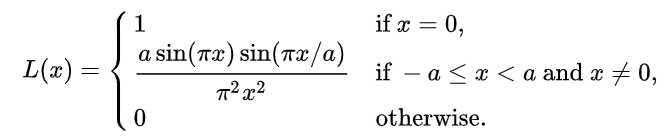 1 if x = 0,
L(x) = { a sin(πx) sin(πx/a) / π²x² if − a ≤ x < a and x ≠ 0,
0 otherwise.